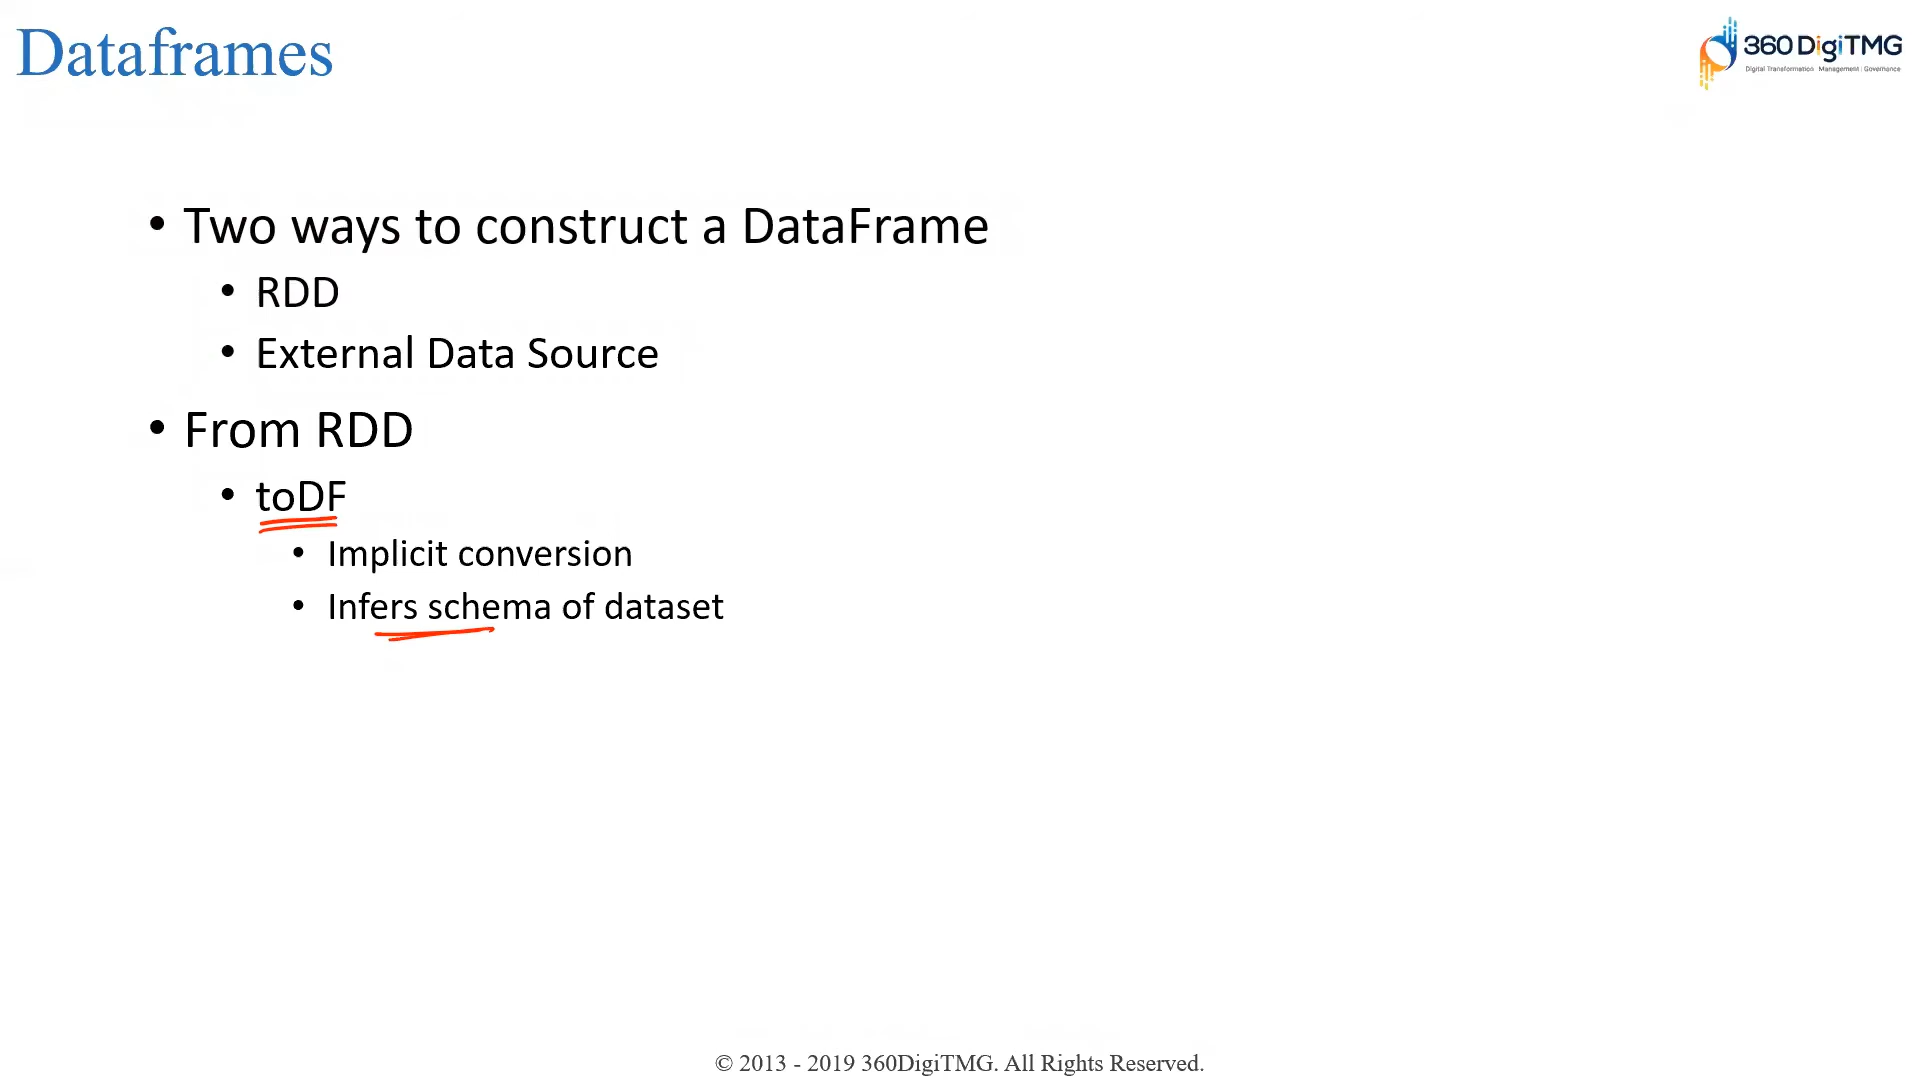 Dataframes
360 DigiTMG
Digital Transformation | Management | Governance
• Two ways to construct a DataFrame
• RDD
• External Data Source
• From RDD
• toDF
• Implicit conversion
• Infers schema of dataset
© 2013 - 2019 360DigiTMG. All Rights Reserved.